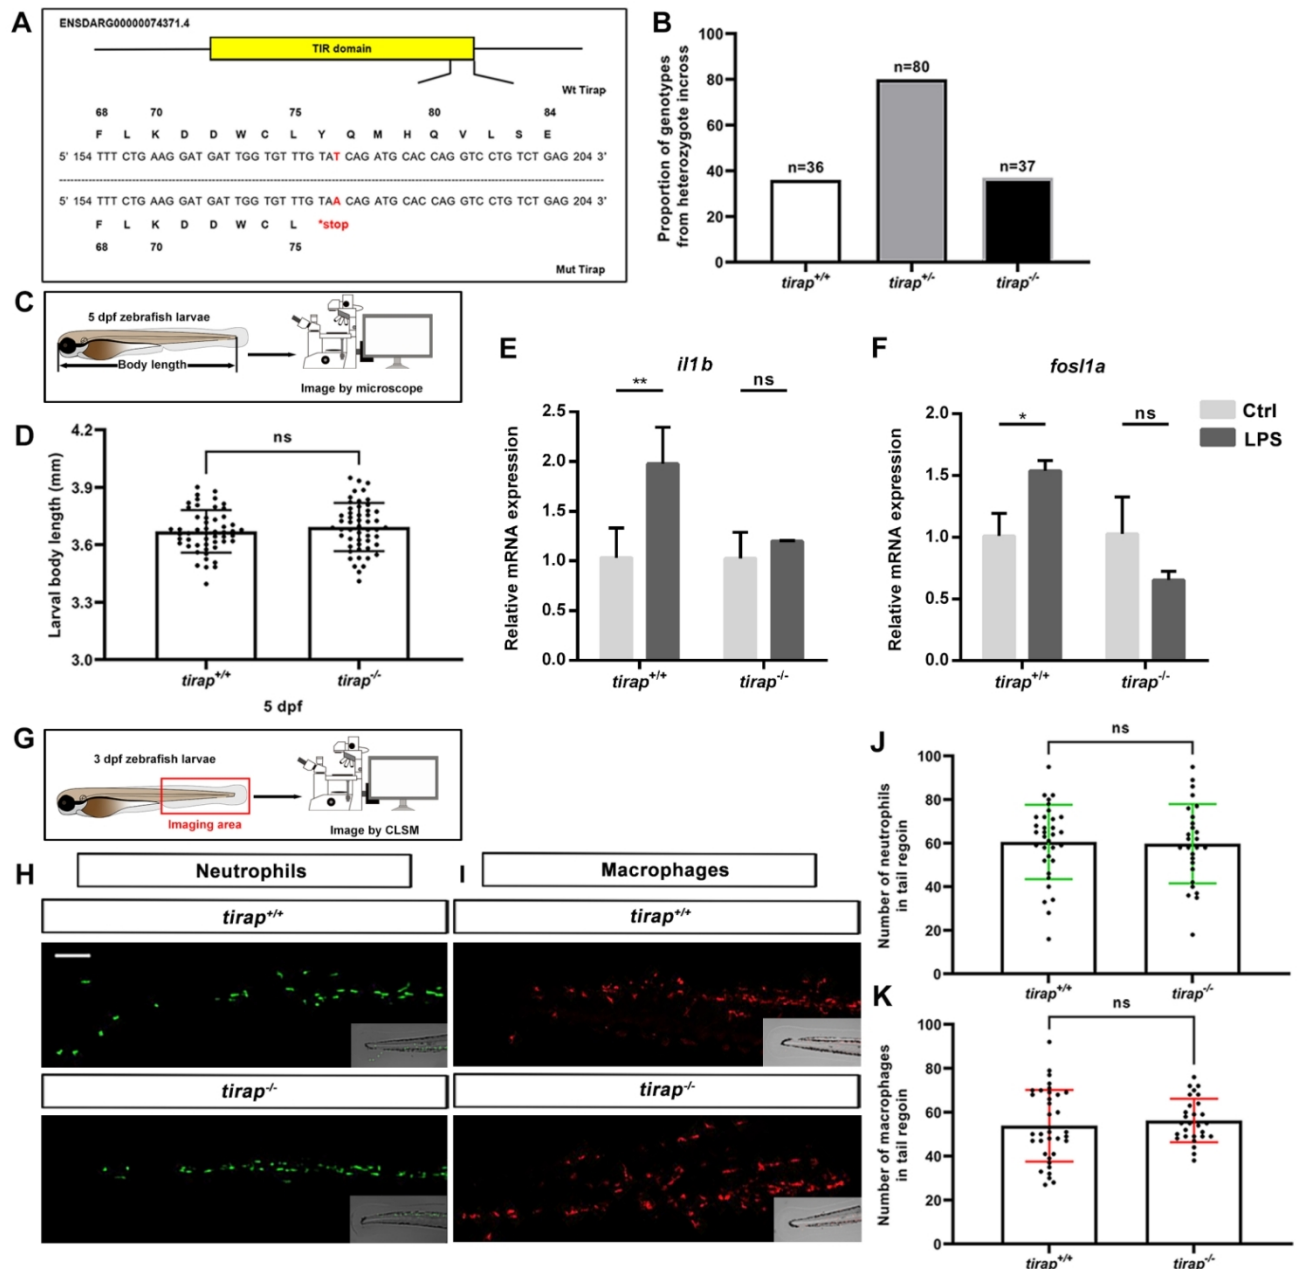 A
ENSDARG00000074371.4
TIR domain
Wt Tirap
68 70 75 80 84
F L K D D W C L Y Q M H Q V L S E
5' 154 TTT CTG AAG GAT GAT TGG TGT TTG TAT CAG ATG CAC CAG GTC CTG TCT GAG 204 3'
5' 154 TTT CTG AAG GAT GAT TGG TGT TTG TAA CAG ATG CAC CAG GTC CTG TCT GAG 204 3'
F L K D D W C L *stop
68 70 75
Mut Tirap
B
Proportion of genotypes
from heterozygote incross
100
80
60
40
20
0
n=36
n=80
n=37
tirap+/+
tirap+/-
tirap-/-
C
5 dpf zebrafish larvae
Body length
Image by microscope
D
Larval body length (mm)
4.2
3.9
3.6
3.3
3.0
ns
tirap+/+
tirap-/-
5 dpf
E
il1b
Relative mRNA expression
2.5
2.0
1.5
1.0
0.5
0.0
**
ns
tirap+/+
tirap-/-
F
fosl1a
Relative mRNA expression
2.0
1.5
1.0
0.5
0.0
*
ns
tirap+/+
tirap-/-
Ctrl
LPS
G
3 dpf zebrafish larvae
Imaging area
Image by CLSM
H
Neutrophils
tirap+/+
tirap-/-
I
Macrophages
tirap+/+
tirap-/-
J
Number of neutrophils
in tail regoin
100
80
60
40
20
0
ns
tirap+/+
tirap-/-
K
Number of macrophages
in tail regoin
100
80
60
40
20
0
ns
tirap+/+
tirap-/-